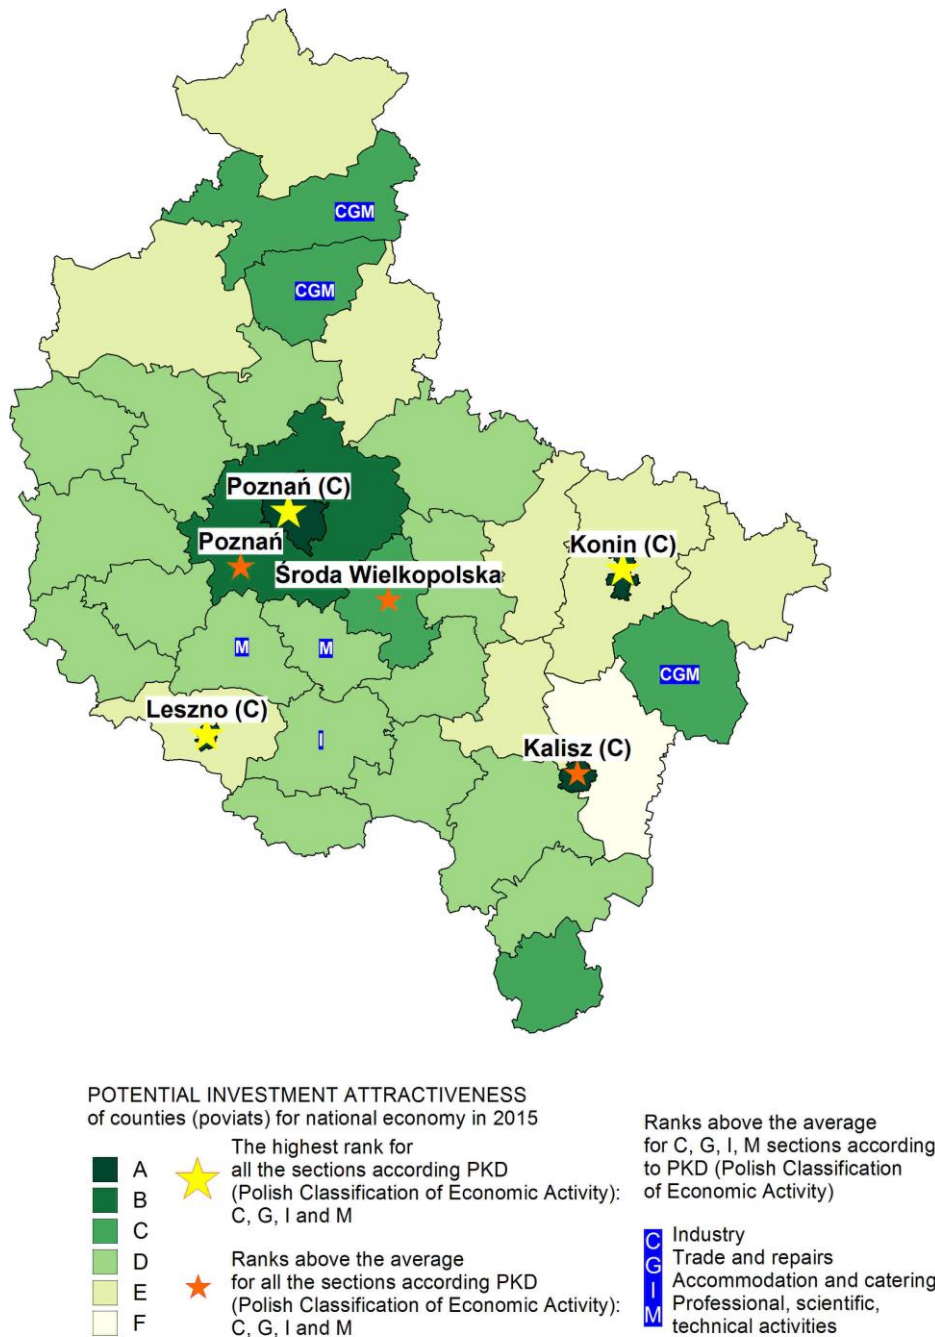 CGM
CGM
Poznań (C)
Poznań
Środa Wielkopolska
Konin (C)
M
M
CGM
Leszno (C)
I
Kalisz (C)
POTENTIAL INVESTMENT ATTRACTIVENESS
of counties (poviats) for national economy in 2015
A
B
C
D
E
F
The highest rank for
all the sections according PKD
(Polish Classification of Economic Activity):
C, G, I and M
Ranks above the average
for all the sections according PKD
(Polish Classification of Economic Activity):
C, G, I and M
Ranks above the average
for C, G, I, M sections according
to PKD (Polish Classification
of Economic Activity)
C Industry
G Trade and repairs
I Accommodation and catering
M Professional, scientific,
technical activities